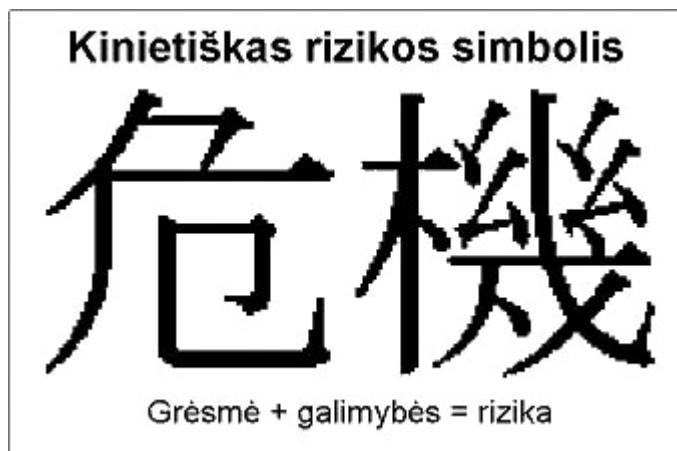 Kinietiškas rizikos simbolis
危機
Grėsmė + galimybės = rizika